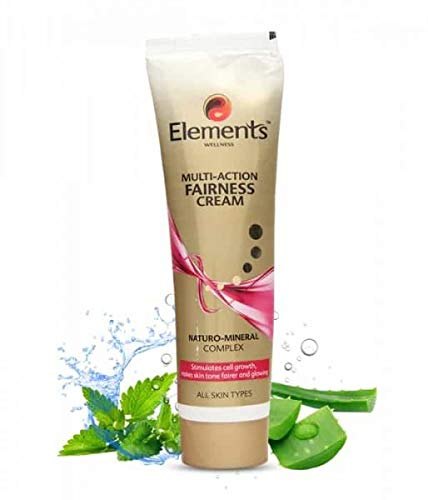 Elements™
WELLNESS
MULTI-ACTION
FAIRNESS
CREAM
NATURO-MINERAL
COMPLEX
Stimulates cell growth,
makes skin tone fairer and glowing
ALL SKIN TYPES